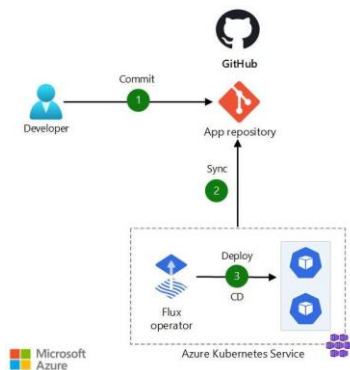 GitHub
Commit
1
Developer
App repository
Sync
2
Deploy
3
CD
Flux
operator
Azure Kubernetes Service
Microsoft
Azure